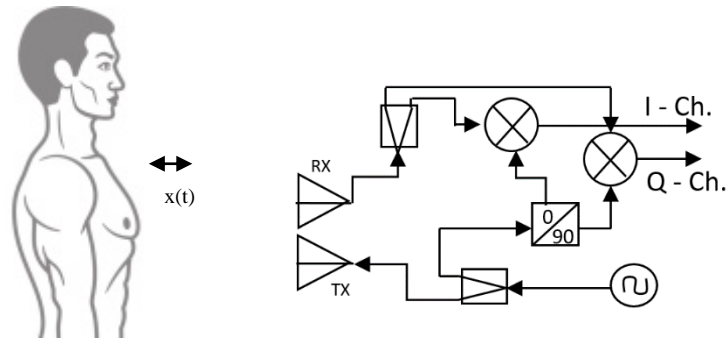 I - Ch.
RX
x(t)
Q - Ch.
0
90
TX